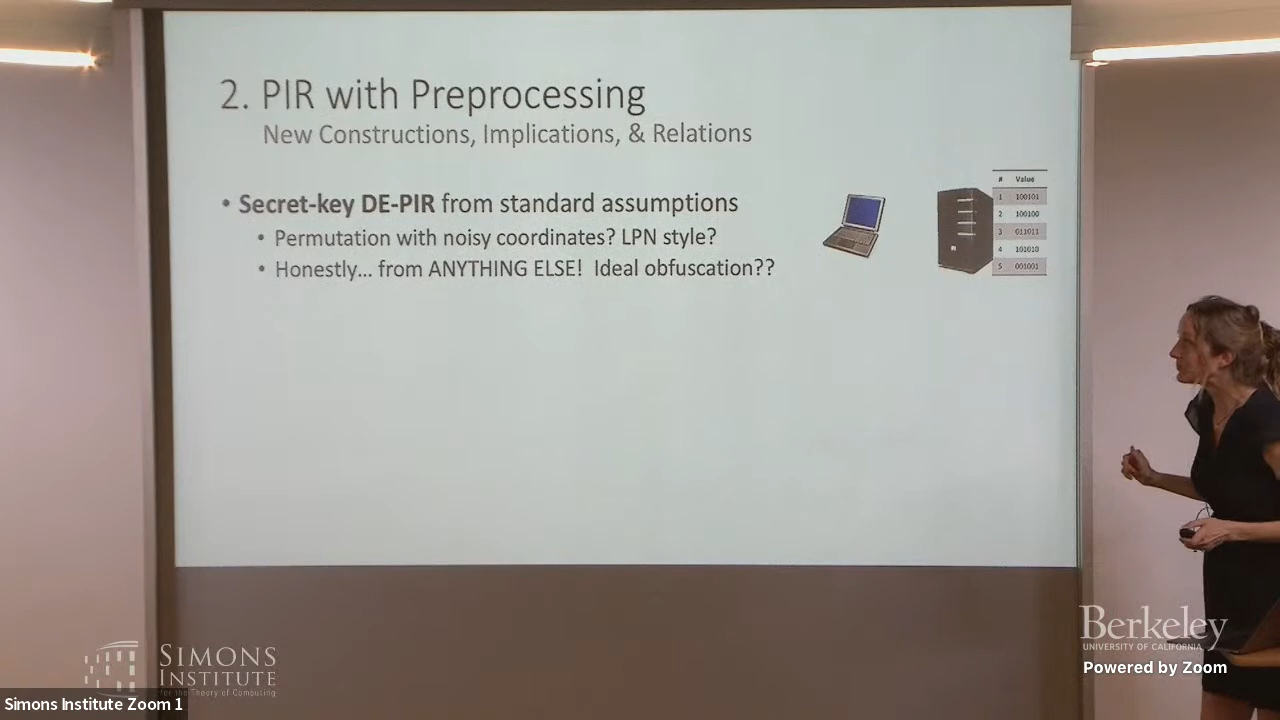 2. PIR with Preprocessing
New Constructions, Implications, & Relations
• Secret-key DE-PIR from standard assumptions
• Permutation with noisy coordinates? LPN style?
• Honestly... from ANYTHING ELSE! Ideal obfuscation??
# Value
1 100101
2 100100
3 011011
4 101010
5 001001
SIMONS
INSTITUTE
for the Theory of Computing
Berkeley
UNIVERSITY OF CALIFORNIA
Powered by Zoom
Simons Institute Zoom 1